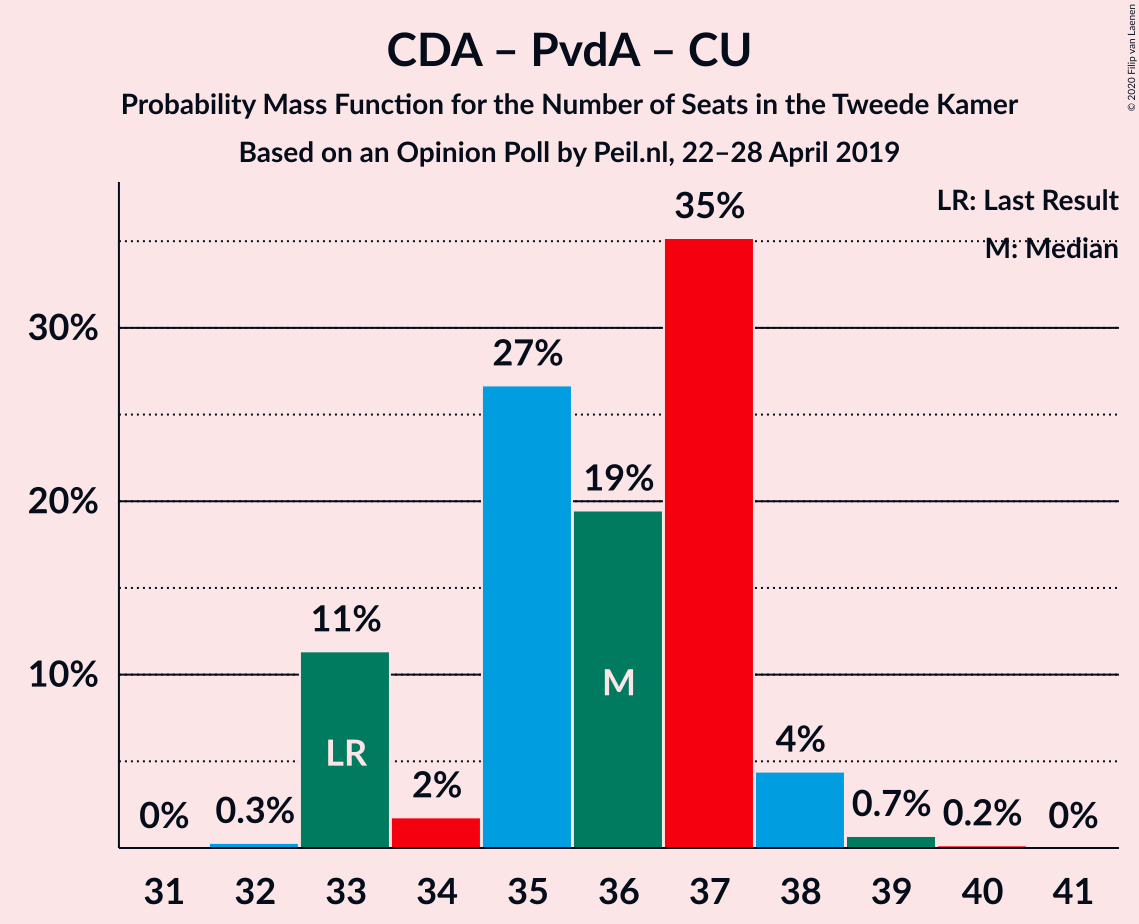 CDA – PvdA – CU
Probability Mass Function for the Number of Seats in the Tweede Kamer
Based on an Opinion Poll by Peil.nl, 22–28 April 2019
© 2020 Filip van Laenen
LR: Last Result
M: Median
35%
30%
27%
19%
20%
11%
10%
M
LR
4%
2%
0%
0.3%
0.7%
0.2%
0%
31 32 33 34 35 36 37 38 39 40 41